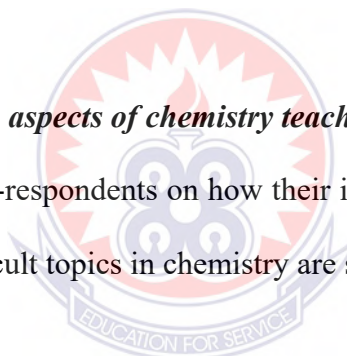 aspects of chemistry teach
-respondents on how their i
cult topics in chemistry are s
EDUCATION FOR SERVICE